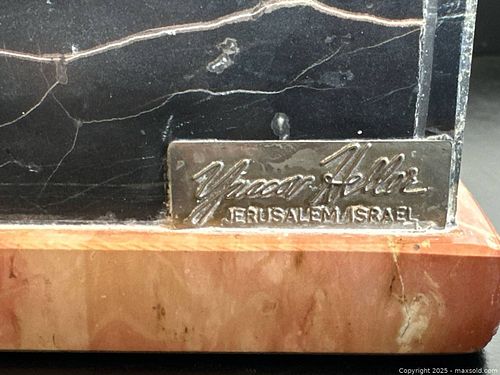 Yaacov Heller
JERUSALEM ISRAEL
Copyright 2025 - maxsold.com